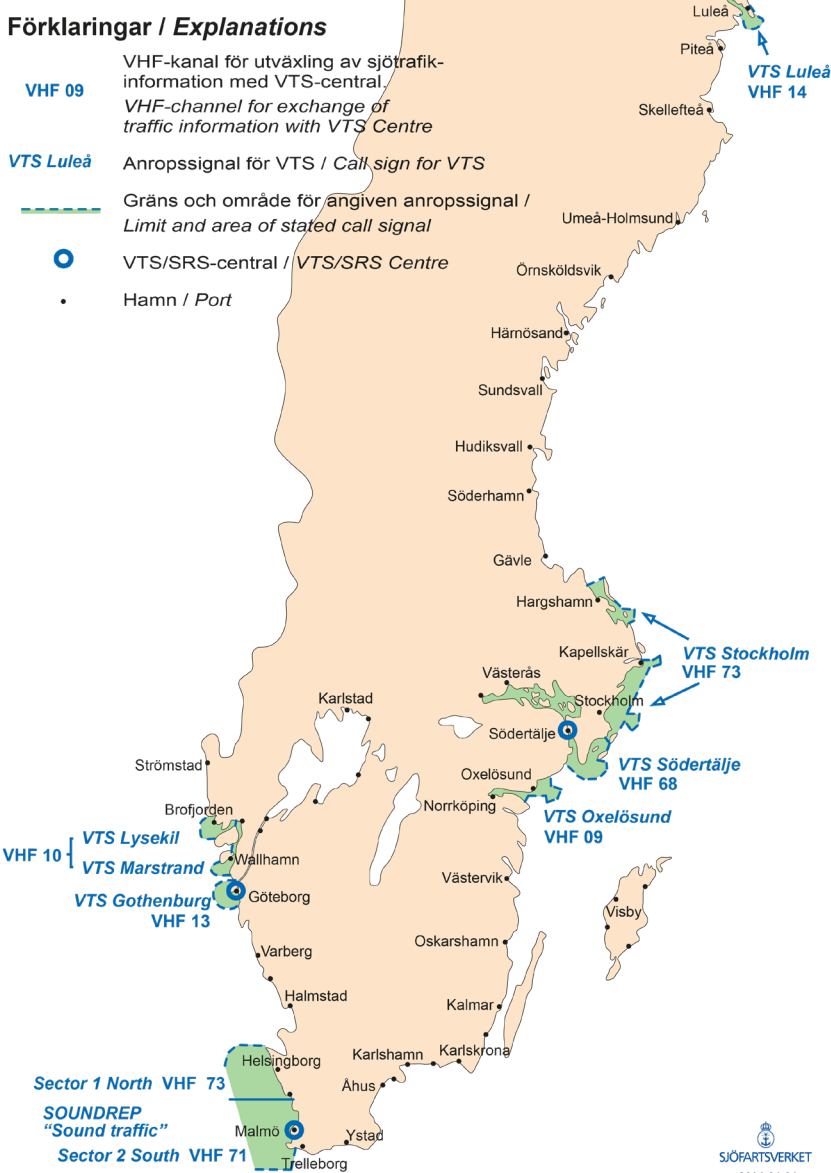 Förklaringar / Explanations
VHF 09
VHF-kanal för utväxling av sjötrafik-
information med VTS-central.
VHF-channel for exchange of
traffic information with VTS Centre
VTS Luleå
Anropssignal för VTS / Call sign for VTS
Gräns och område för angiven anropssignal /
Limit and area of stated call signal
VTS/SRS-central / VTS/SRS Centre
Hamn / Port
Luleå
Piteå
VTS Luleå
VHF 14
Skellefteå
Umeå-Holmsund
Örnsköldsvik
Härnösand
Sundsvall
Hudiksvall
Söderhamn
Gävle
Hargshamn
Kapellskär
VTS Stockholm
VHF 73
Västerås
Stockholm
Karlstad
Södertälje
Strömstad
VTS Södertälje
VHF 68
Oxelösund
Norrköping
VTS Oxelösund
VHF 09
Brofjorden
VTS Lysekil
VHF 10
VTS Marstrand
Wallhamn
VTS Gothenburg
VHF 13
Göteborg
Västervik
Visby
Oskarshamn
Varberg
Halmstad
Kalmar
Helsingborg
Karlshamn
Karlskrona
Sector 1 North VHF 73
Åhus
SOUNDREP
"Sound traffic"
Malmö
Ystad
Sector 2 South VHF 71
Trelleborg
SJÖFARTSVERKET